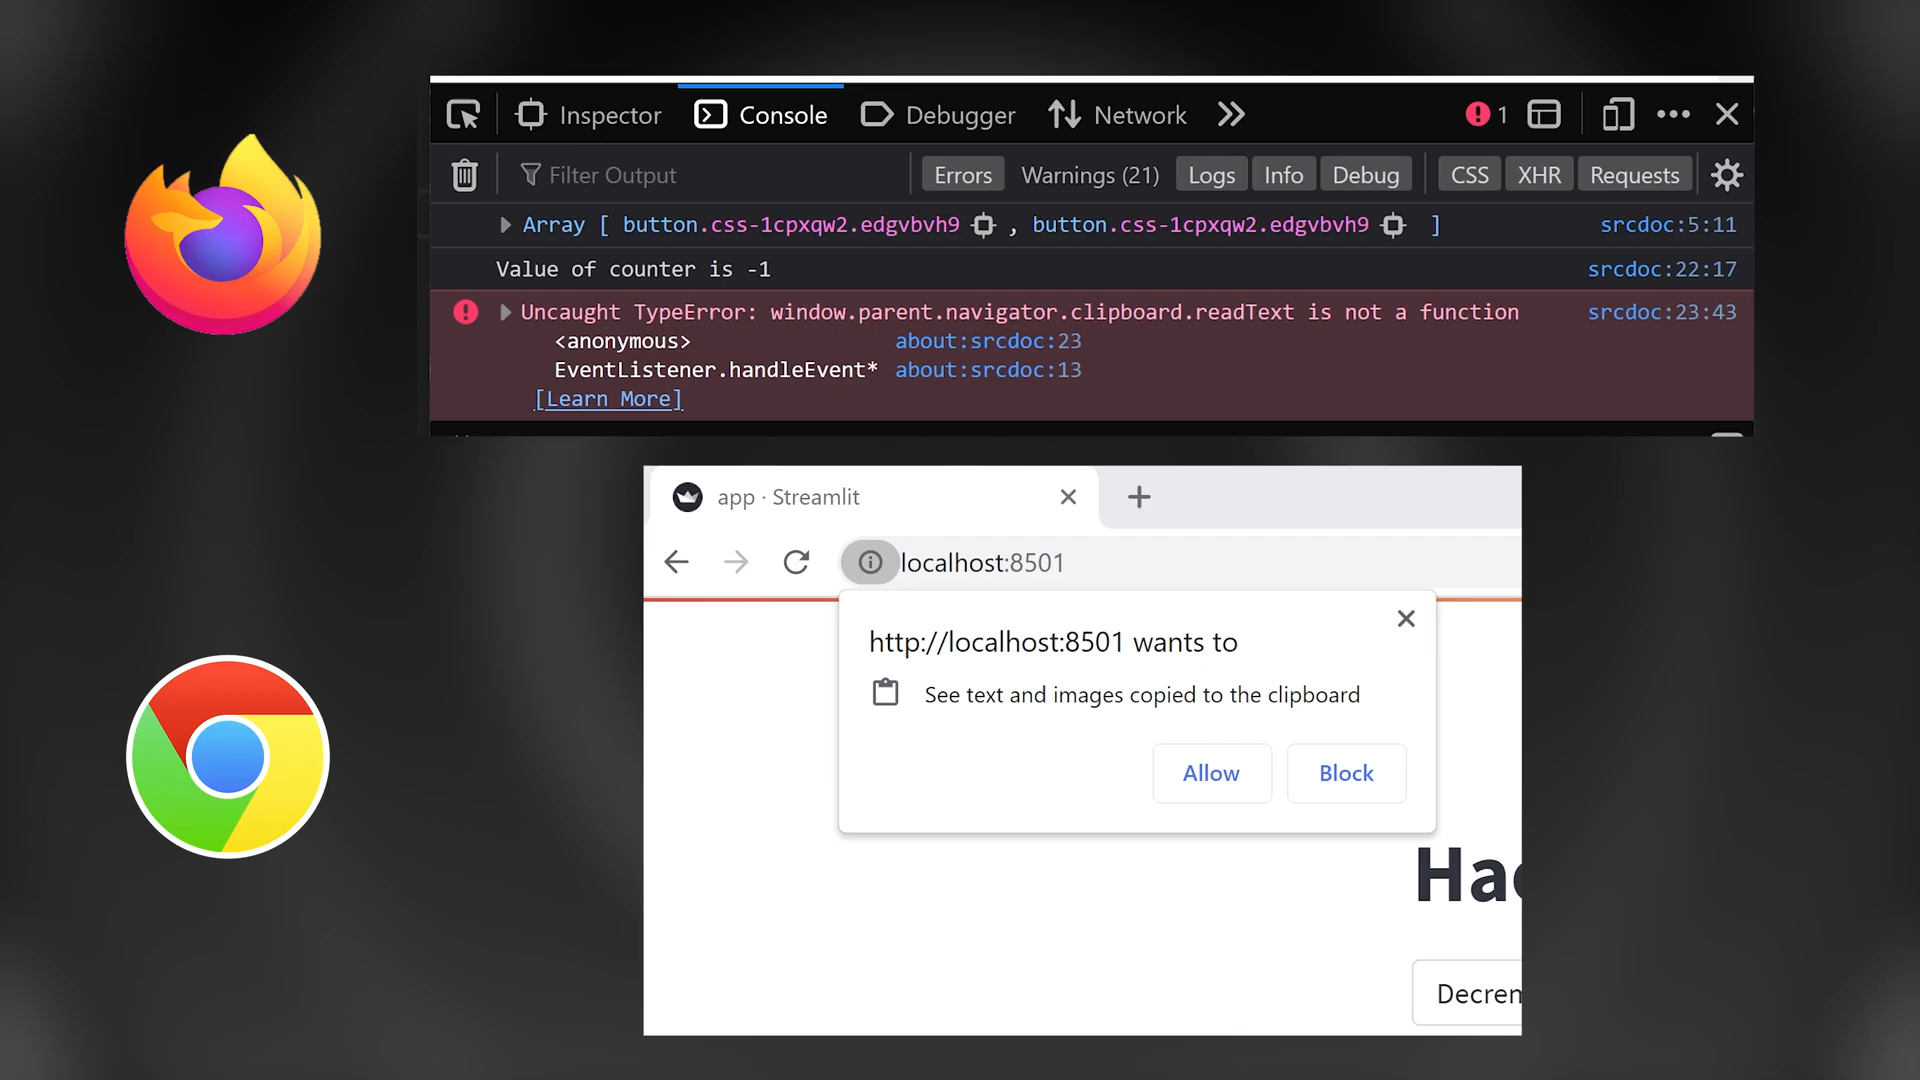 Inspector Console Debugger Network 1
Filter Output Errors Warnings (21) Logs Info Debug CSS XHR Requests
Array [ button.css-1cpxqw2.edgvbvh9 , button.css-1cpxqw2.edgvbvh9 ] srcdoc:5:11
Value of counter is -1 srcdoc:22:17
Uncaught TypeError: window.parent.navigator.clipboard.readText is not a function srcdoc:23:43
<anonymous> about:srcdoc:23
EventListener.handleEvent* about:srcdoc:13
[Learn More]
app · Streamlit
localhost:8501
http://localhost:8501 wants to
See text and images copied to the clipboard
Allow Block
Hac
Decrem